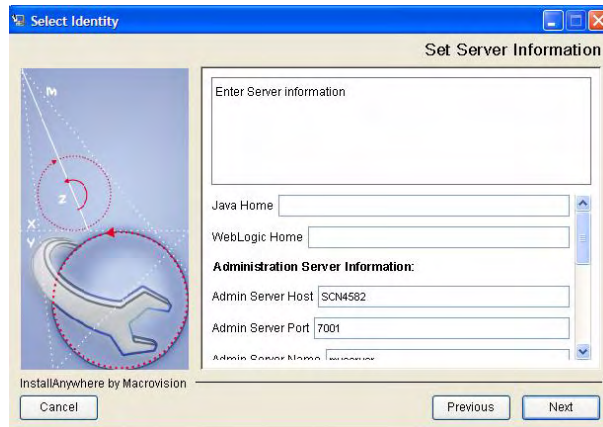 Select Identity
Set Server Information
M
Z
X
Y
Enter Server information
Java Home
WebLogic Home
Administration Server Information:
Admin Server Host SCN4582
Admin Server Port 7001
Admin Server Name myserver
InstallAnywhere by Macrovision
Cancel Previous Next